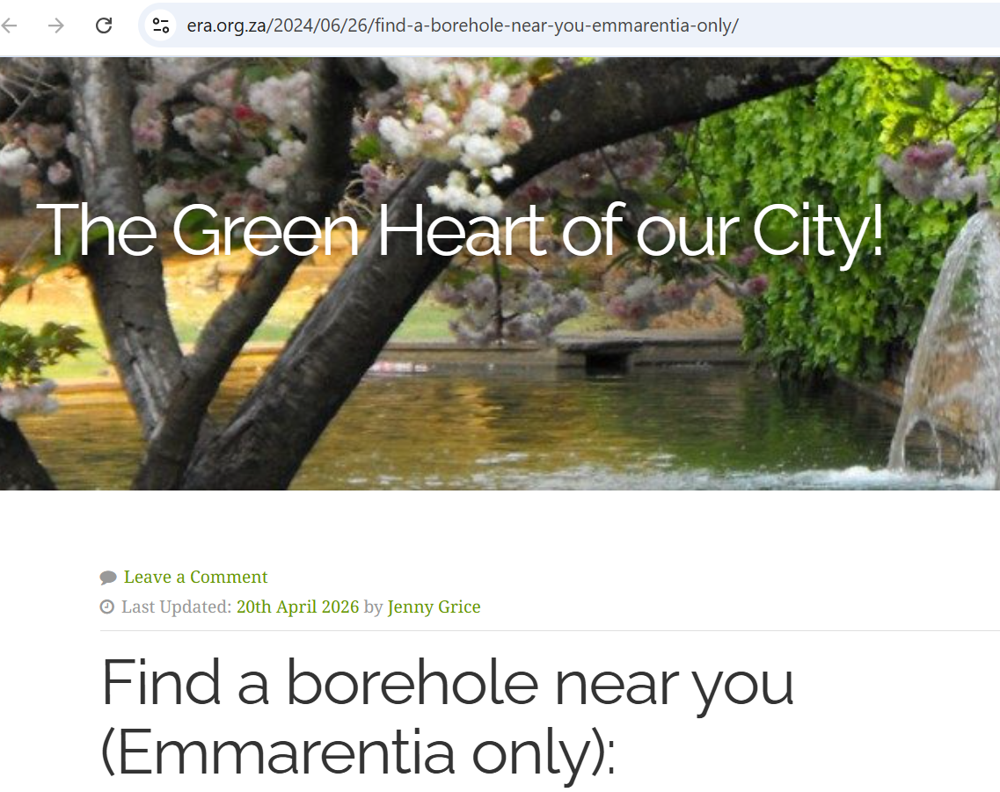 era.org.za/2024/06/26/find-a-borehole-near-you-emmarentia-only/
The Green Heart of our City!
Leave a Comment
Last Updated: 20th April 2026 by Jenny Grice
Find a borehole near you
(Emmarentia only):